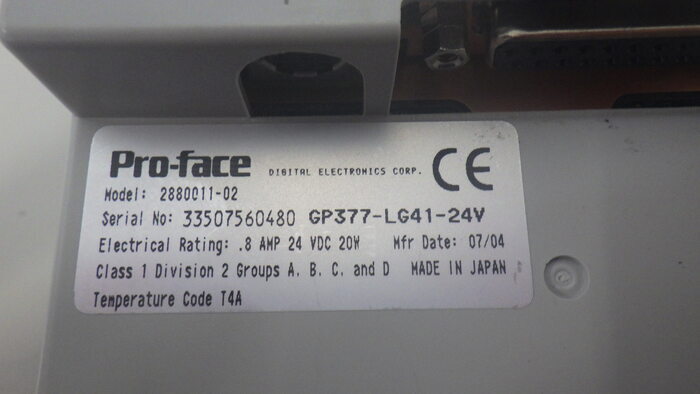 Pro-face DIGITAL ELECTRONICS CORP. CE
Model: 2880011-02
Serial No: 33507560480 GP377-LG41-24V
Electrical Rating: .8 AMP 24 VDC 20W Mfr Date: 07/04
Class 1 Division 2 Groups A, B, C, and D MADE IN JAPAN
Temperature Code T4A